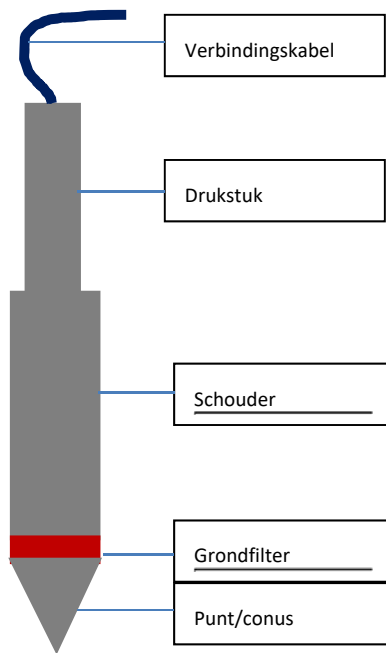 Verbindingskabel
Drukstuk
Schouder
Grondfilter
Punt/conus